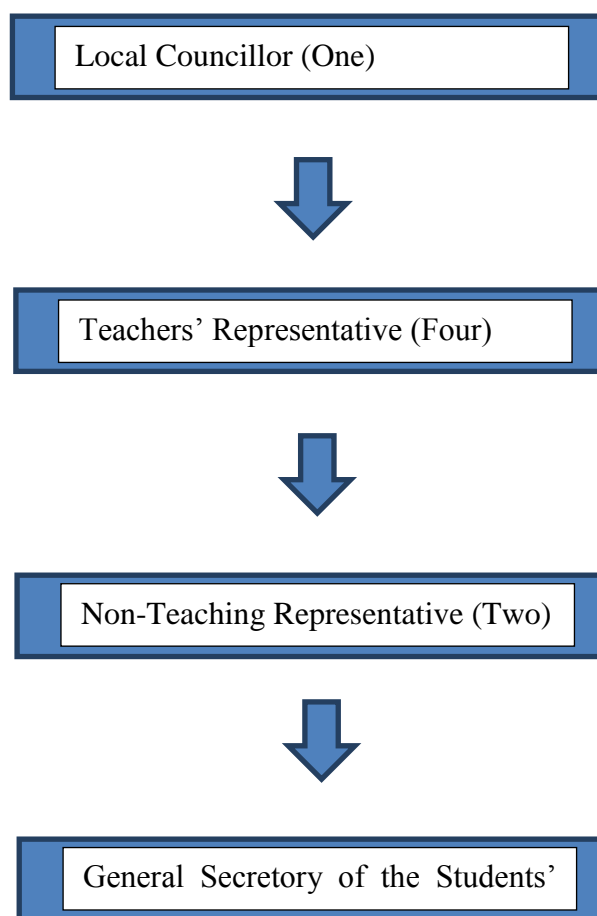 Local Councillor (One)
Teachers’ Representative (Four)
Non-Teaching Representative (Two)
General Secretory of the Students’